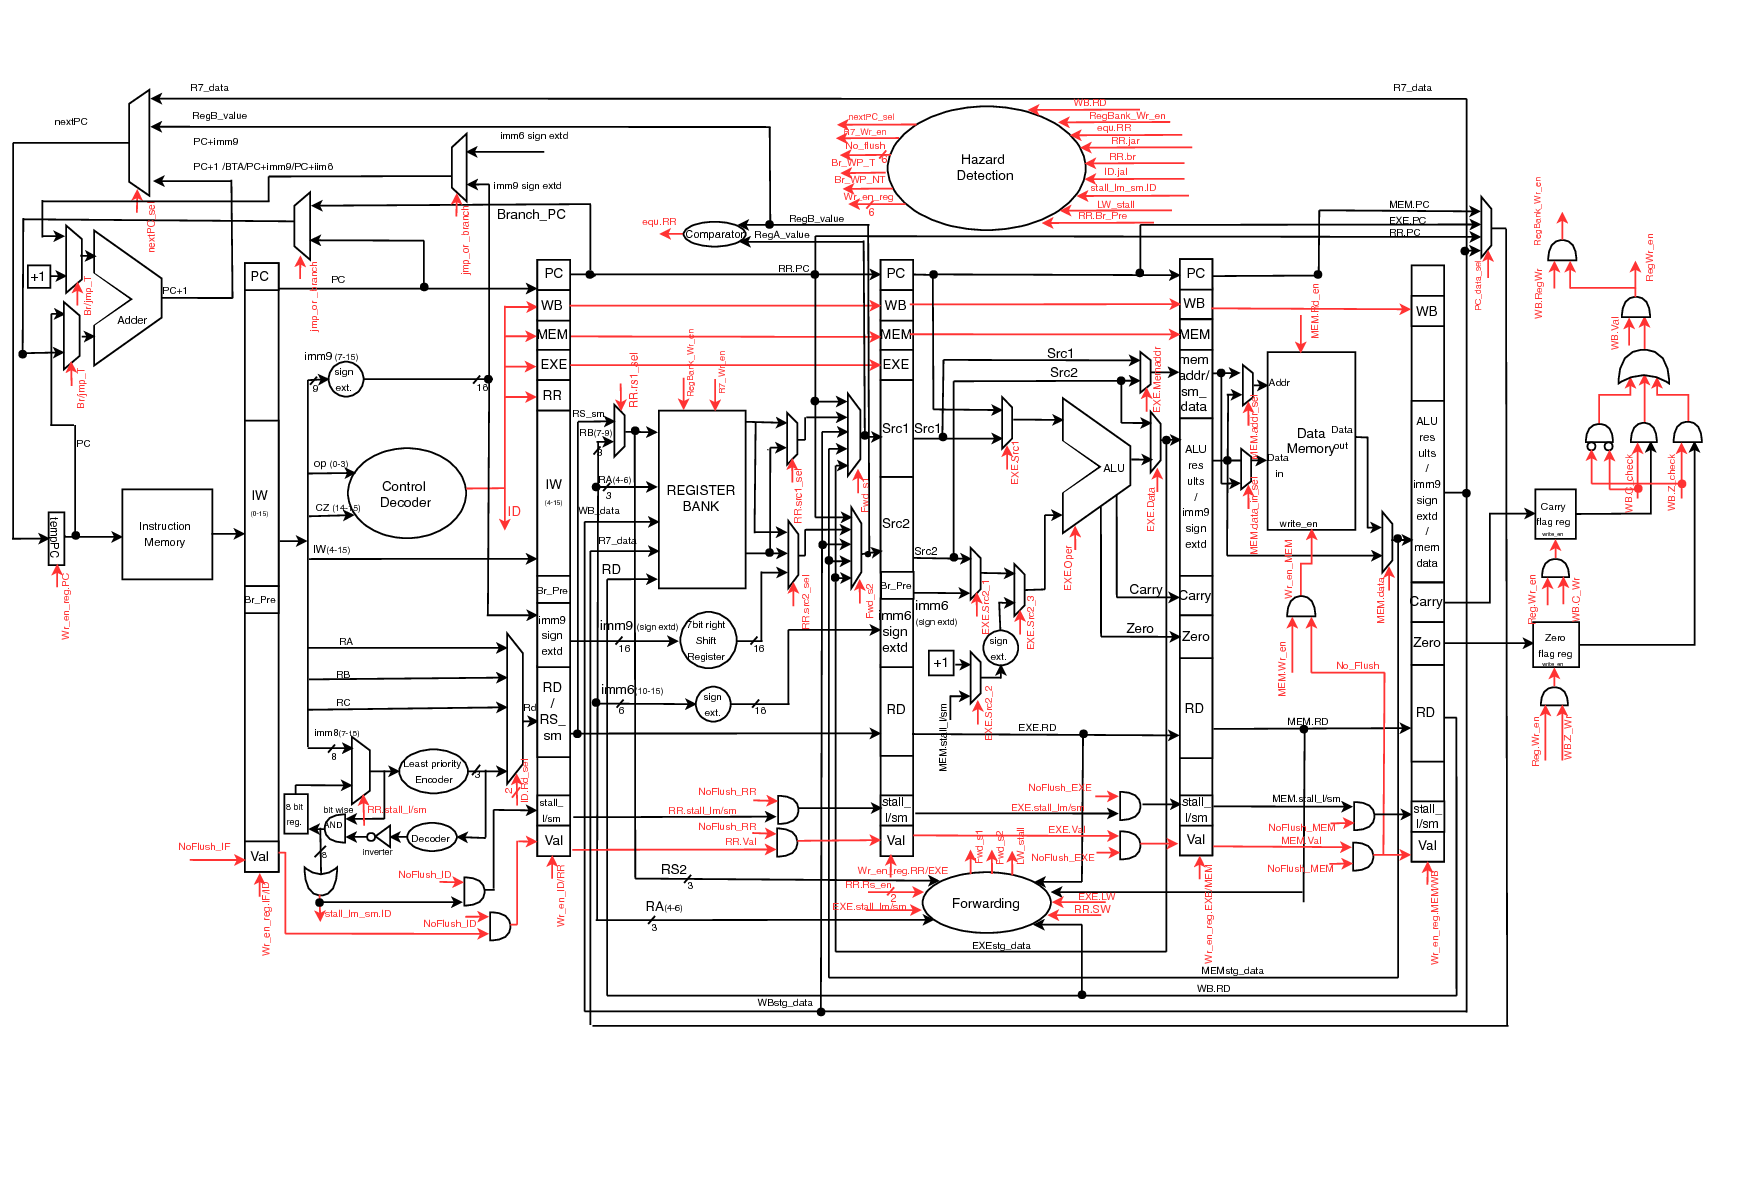 R7_data
R7_data
nextPC
RegB_value
PC+imm9
PC+1 /BTA/PC+imm9/PC+iim6
imm6 sign extd
imm9 sign extd
Branch_PC
nextPC_sel
jmp_or_branch
jmp_or_branch
Hazard
Detection
nextPC_sel
R7_Wr_en
No_flush
6
Br_WP_T
Br_WP_NT
Wr_en_reg
6
WB.RD
RegBank_Wr_en
equ.RR
RR.jar
RR.br
ID.jal
stall_lm_sm.ID
LW_stall
RR.Br_Pre
equ.RR
Comparator
RegB_value
RegA_value
MEM.PC
EXE.PC
RR.PC
PC_data_sel
RegBank_Wr_en
RegWr_en
WB.RegWr
WB.Val
+1
Br/jmp_T
Br/jmp_T
Adder
PC+1
PC
PC
tempPC
Wr_en_reg.PC
Instruction
Memory
PC
IW
(0-15)
Br_Pre
Val
NoFlush_IF
Wr_en_reg.IF/ID
imm9 (7-15)
sign
ext.
9
16
op (0-3)
CZ (14-15)
Control
Decoder
ID
IW(4-15)
RA
RB
RC
Rd
imm8(7-15)
8
Least priority
Encoder
3
ID.Rd_sel
2
8 bit
reg.
bit wise
AND
RR.stall_l/sm
inverter
Decoder
8
stall_lm_sm.ID
NoFlush_ID
NoFlush_ID
PC
WB
MEM
EXE
RR
IW
(4-15)
Br_Pre
imm9
sign
extd
RD
/
RS_
sm
stall_
l/sm
Val
Wr_en_ID/RR
RR.PC
RR.rs1_sel
RegBank_Wr_en
R7_Wr_en
RS_sm
RB(7-9)
3
RA(4-6)
3
WB_data
R7_data
RD
REGISTER
BANK
RR.src1_sel
RR.src2_sel
Fwd_s1
Fwd_s2
imm9 (sign extd)
16
7bit right
Shift
Register
16
imm6(10-15)
6
sign
ext.
16
NoFlush_RR
RR.stall_lm/sm
NoFlush_RR
RR.Val
RS2
3
RA(4-6)
3
PC
WB
MEM
EXE
Src1
Src2
Br_Pre
imm6
sign
extd
RD
stall_
l/sm
Val
Wr_en_reg.RR/EXE
Src1
Src2
Src1
Src2
imm6
(sign extd)
EXE.Src1
EXE.Src2_1
EXE.Src2_2
EXE.Src2_3
+1
sign
ext.
MEM.stall_l/sm
ALU
EXE.Oper
EXE.Data
EXE.Memaddr
Carry
Zero
EXE.RD
NoFlush_EXE
EXE.stall_lm/sm
EXE.Val
NoFlush_EXE
Fwd_s1
Fwd_s2
LW_stall
Forwarding
RR.Rs_en
2
EXE.stall_lm/sm
EXE.LW
RR.SW
PC
WB
MEM
mem
addr/
sm_
data
ALU
res
ults
/
imm9
sign
extd
Carry
Zero
RD
stall_
l/sm
Val
Wr_en_reg.EXE/MEM
MEM.Rd_en
MEM.addr_sel
MEM.data_in_sel
Addr
Data
Memory
Data
out
Data
in
write_en
Wr_en_MEM
MEM.Wr_en
No_Flush
MEM.data
MEM.RD
MEM.stall_l/sm
NoFlush_MEM
MEM.Val
NoFlush_MEM
WB
ALU
res
ults
/
imm9
sign
extd
/
mem
data
Carry
Zero
RD
stall_
l/sm
Val
Wr_en_reg.MEM/WB
Carry
flag reg
write_en
Reg.Wr_en
WB.C_Wr
Zero
flag reg
write_en
Reg.Wr_en
WB.Z_Wr
WB.C_check
WB.Z_check
EXEstg_data
MEMstg_data
WB.RD
WBstg_data